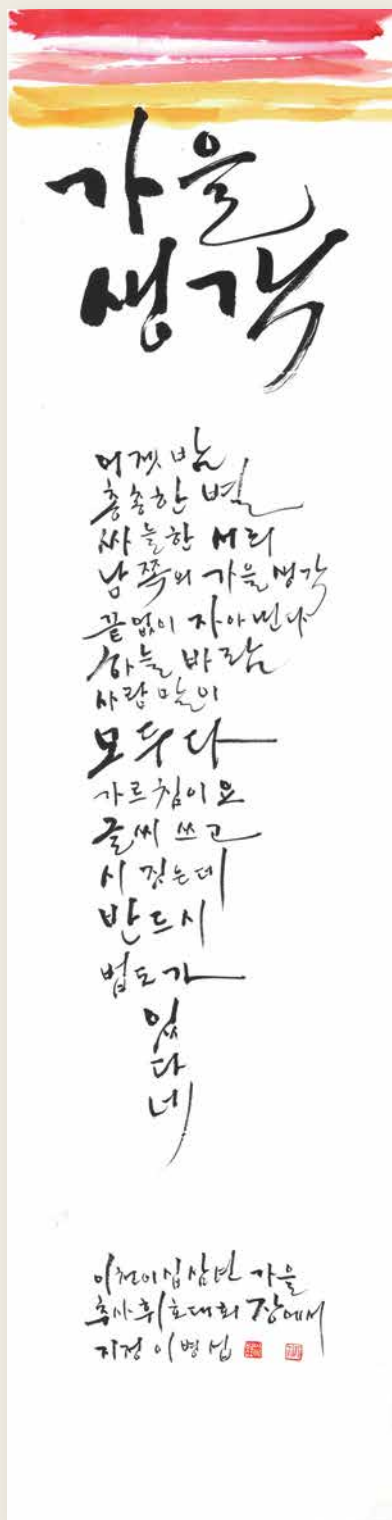 가을
생각
어젯밤
총총한 별
싸늘한 서리
남쪽의 가을 생각
끝없이 자아낸다
하늘 바람
사람 많이
모두 다
가르침이요
글씨 쓰고
시 짓는데
반드시
법도가
있
다
네
이천이십삼년 가을
추사휘호대회장에서
지정 이병섭